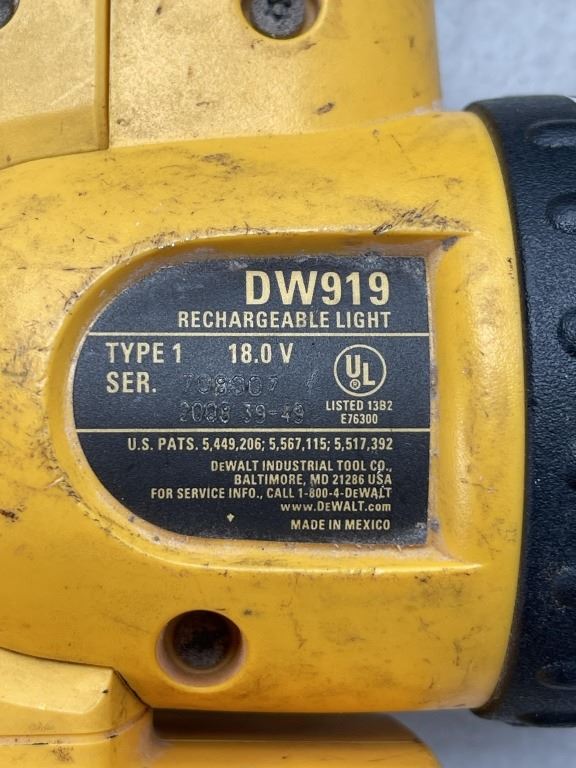 DW919
RECHARGEABLE LIGHT
TYPE 1 18.0 V
SER. 708907
2008 39-49
UL
LISTED 13B2
E76300
U.S. PATS. 5,449,206; 5,567,115; 5,517,392
DEWALT INDUSTRIAL TOOL CO.,
BALTIMORE, MD 21286 USA
FOR SERVICE INFO., CALL 1-800-4-DEWALT
www.DEWALT.com
MADE IN MEXICO